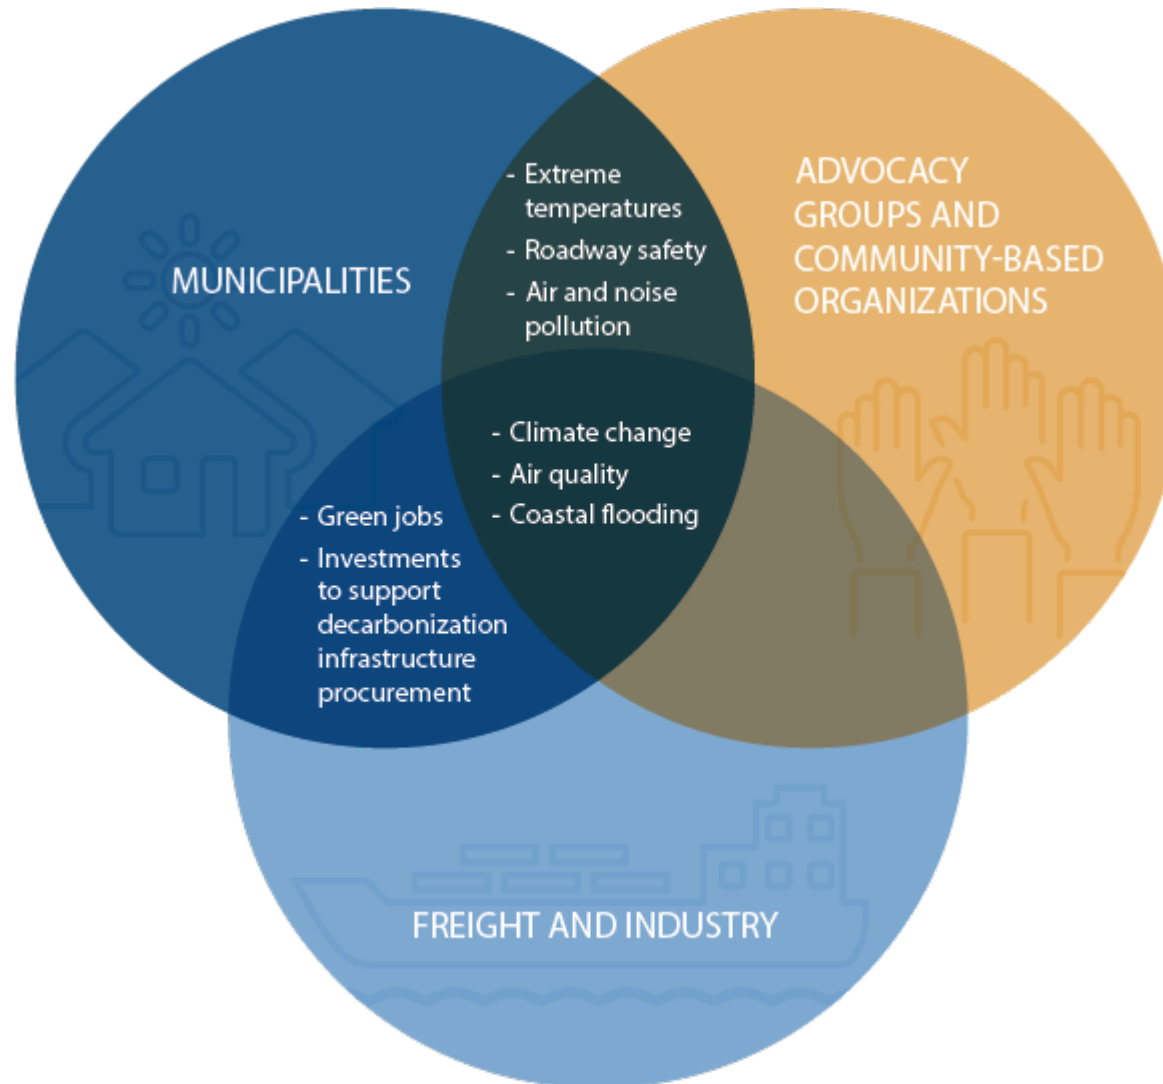 MUNICIPALITIES
- Extreme
temperatures
- Roadway safety
- Air and noise
pollution
ADVOCACY
GROUPS AND
COMMUNITY-BASED
ORGANIZATIONS
- Climate change
- Air quality
- Coastal flooding
- Green jobs
- Investments
to support
decarbonization
infrastructure
procurement
FREIGHT AND INDUSTRY